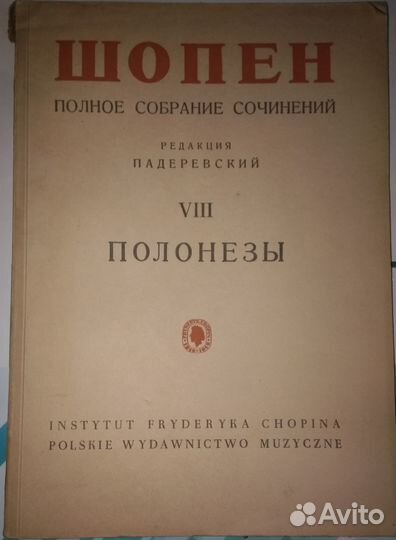 ШОПЕН
ПОЛНОЕ СОБРАНИЕ СОЧИНЕНИЙ
РЕДАКЦИЯ
ПАДЕРЕВСКИЙ
VIII
ПОЛОНЕЗЫ
INSTYTUT FRYDERYKA CHOPINA
POLSKIE WYDAWNICTWO MUZYCZNE
Avito